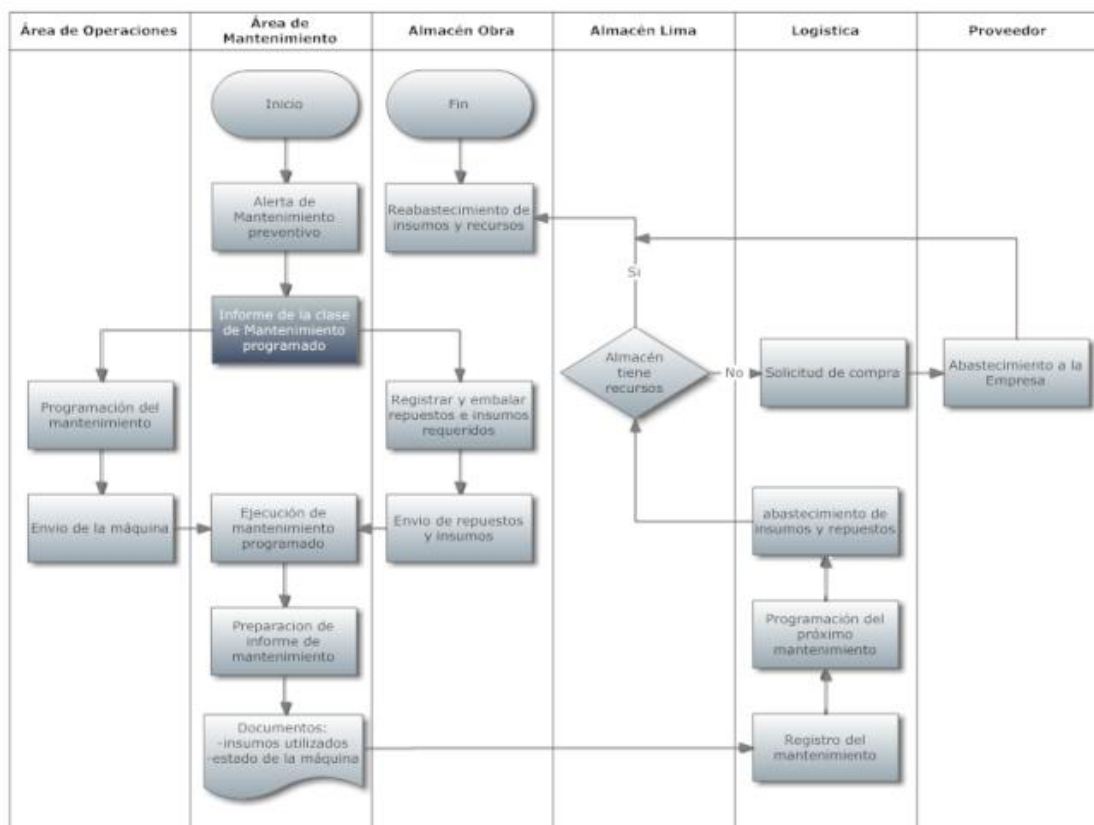 Área de Operaciones
Área de
Mantenimiento
Almacén Obra
Almacén Lima
Logística
Proveedor
Inicio
Fin
Alerta de
Mantenimiento
preventivo
Reabastecimiento de
insumos y recursos
Si
Informe de la clase
de Mantenimiento
programado
Almacén
tiene
recursos
No
Solicitud de compra
Abastecimiento a la
Empresa
Programación del
mantenimiento
Registrar y embalar
repuestos e insumos
requeridos
Envio de la máquina
Ejecución de
mantenimiento
programado
Envio de repuestos
y insumos
abastecimiento de
insumos y repuestos
Preparacion de
informe de
mantenimiento
Programación del
próximo
mantenimiento
Documentos:
-insumos utilizados
-estado de la máquina
Registro del
mantenimiento